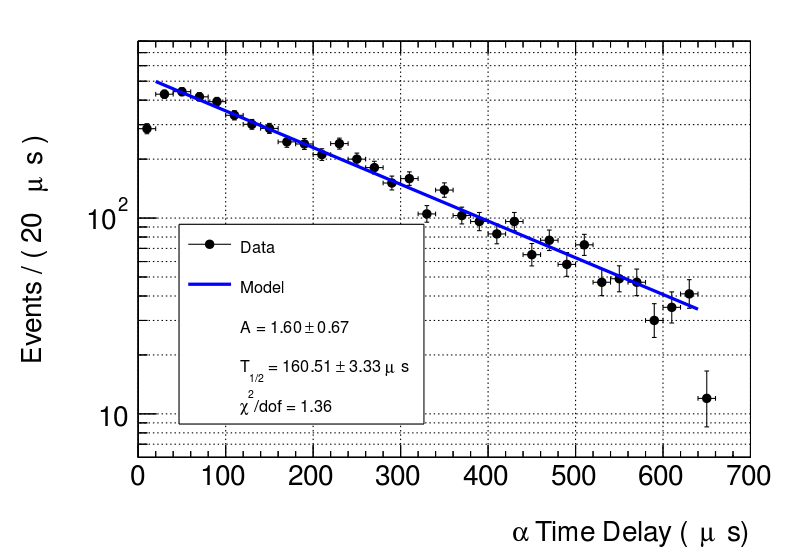 Events / ( 20 μ s )
10²
10
Data
Model
A = 1.60 ± 0.67
T₁/₂ = 160.51 ± 3.33 μ s
χ²/dof = 1.36
0 100 200 300 400 500 600 700
α Time Delay ( μ s)